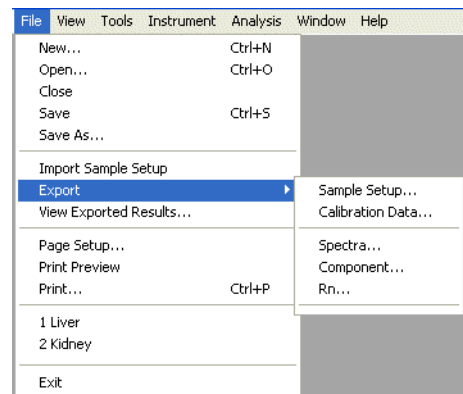 File View Tools Instrument Analysis Window Help
New... Ctrl+N
Open... Ctrl+O
Close
Save Ctrl+S
Save As...
Import Sample Setup
Export
View Exported Results...
Page Setup...
Print Preview
Print... Ctrl+P
1 Liver
2 Kidney
Exit
Sample Setup...
Calibration Data...
Spectra...
Component...
Rn...